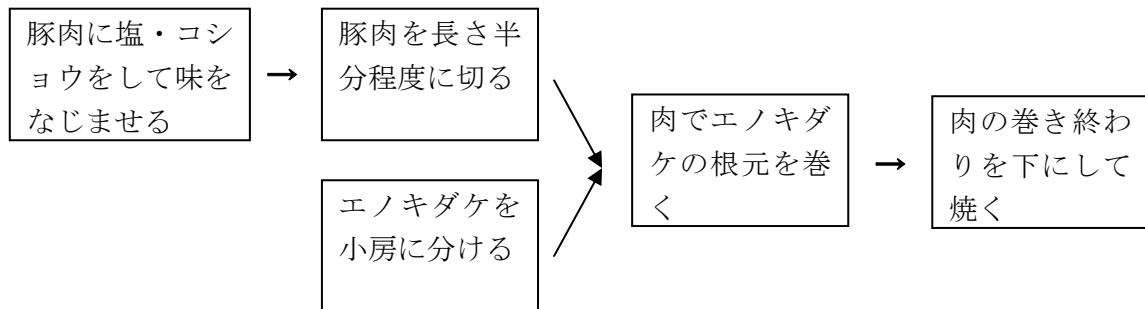 豚肉に塩・コシ
ョウをして味を
なじませる
→
豚肉を長さ半
分程度に切る
エノキダケを
小房に分ける
肉でエノキダ
ケの根元を巻
く
→
肉の巻き終わ
りを下にして
焼く